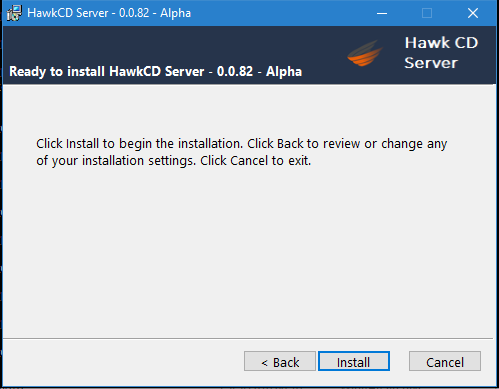 HawkCD Server - 0.0.82 - Alpha
Hawk CD
Server
Ready to install HawkCD Server - 0.0.82 - Alpha
Click Install to begin the installation. Click Back to review or change any
of your installation settings. Click Cancel to exit.
< Back
Install
Cancel